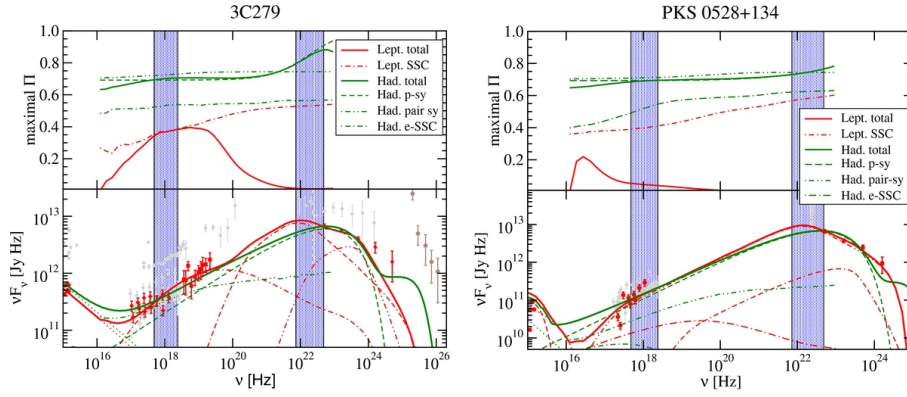 3C279
maximal Π
1.0
0.8
0.6
0.4
0.2
Lept. total
Lept. SSC
Had. total
Had. p-sy
Had. pair sy
Had. e-SSC
νFν [Jy Hz]
10^13
10^12
10^11
10^16 10^18 10^20 10^22 10^24 10^26
ν [Hz]
PKS 0528+134
maximal Π
1.0
0.8
0.6
0.4
0.2
Lept. total
Lept. SSC
Had. total
Had. p-sy
Had. pair-sy
Had. e-SSC
νFν [Jy Hz]
10^13
10^12
10^11
10^10
10^16 10^18 10^20 10^22 10^24
ν [Hz]